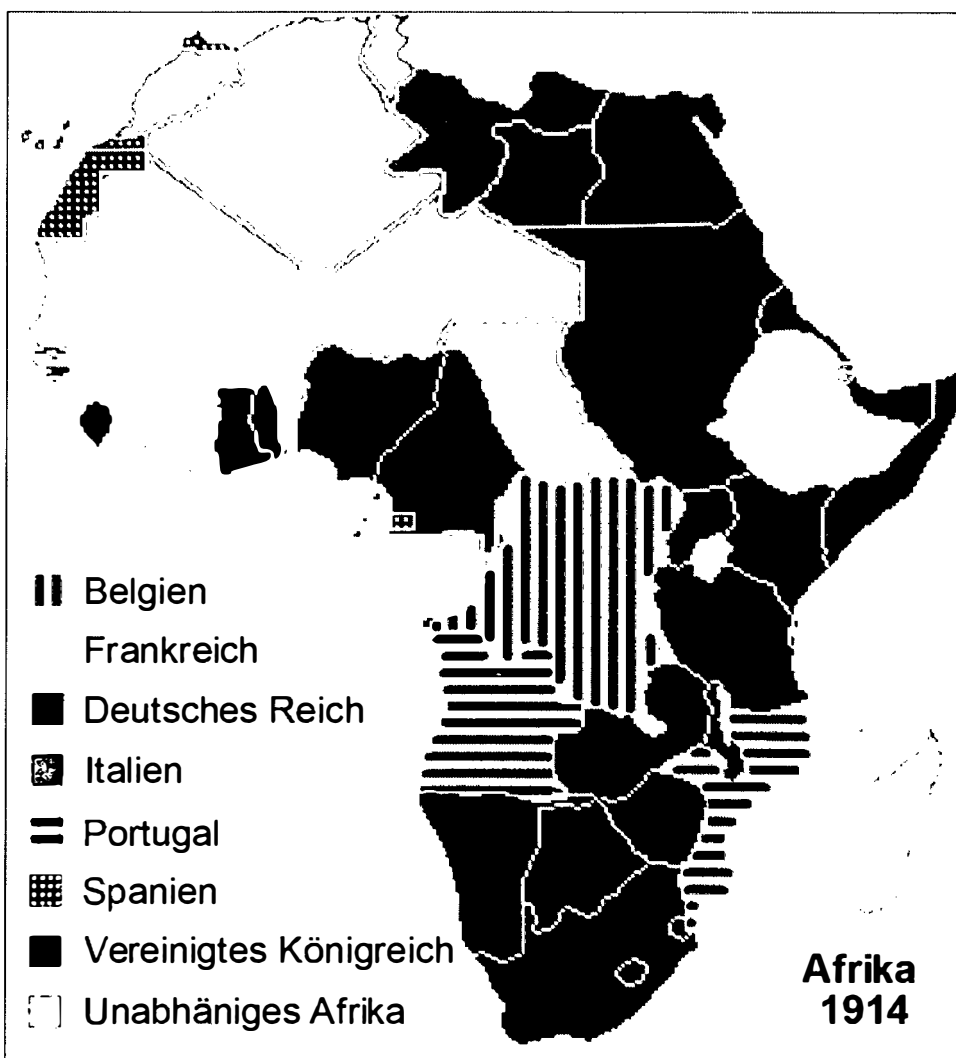 Belgien
Frankreich
Deutsches Reich
Italien
Portugal
Spanien
Vereinigtes Königreich
Unabhäniges Afrika
Afrika
1914